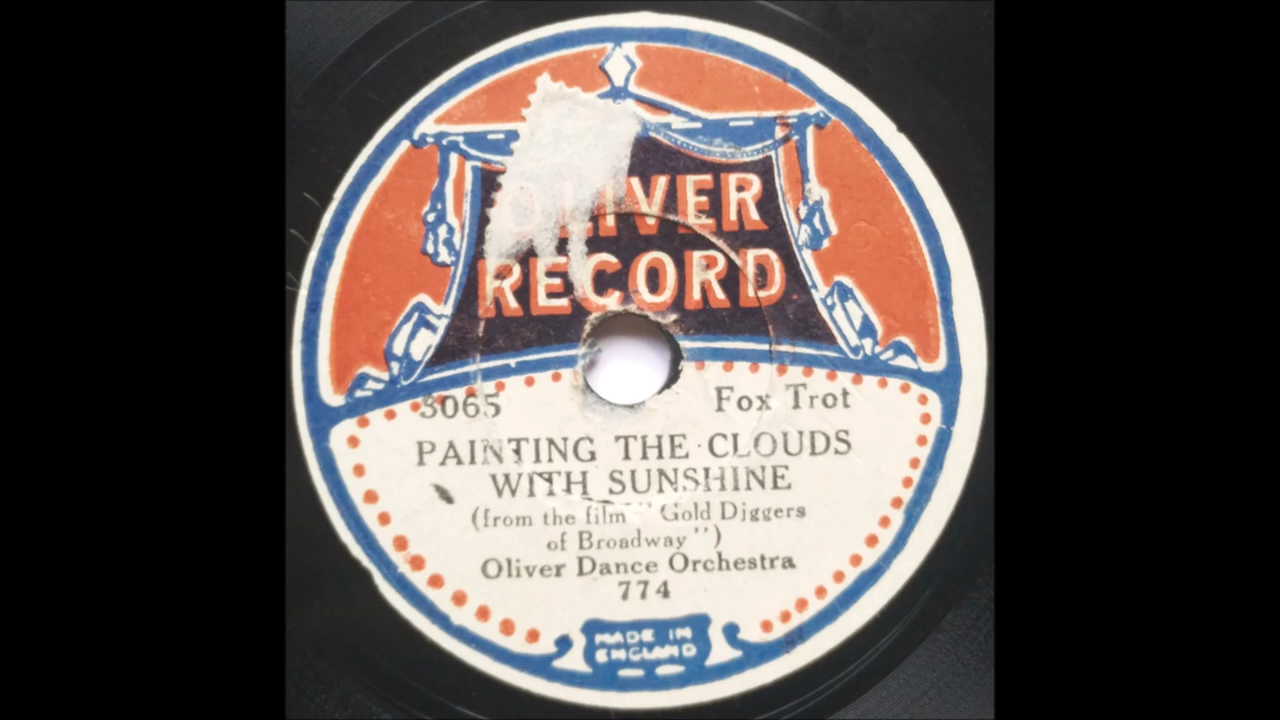 OLIVER
RECORD
3065 Fox Trot
PAINTING THE CLOUDS
WITH SUNSHINE
(from the film "Gold Diggers
of Broadway")
Oliver Dance Orchestra
774
MADE IN
ENGLAND